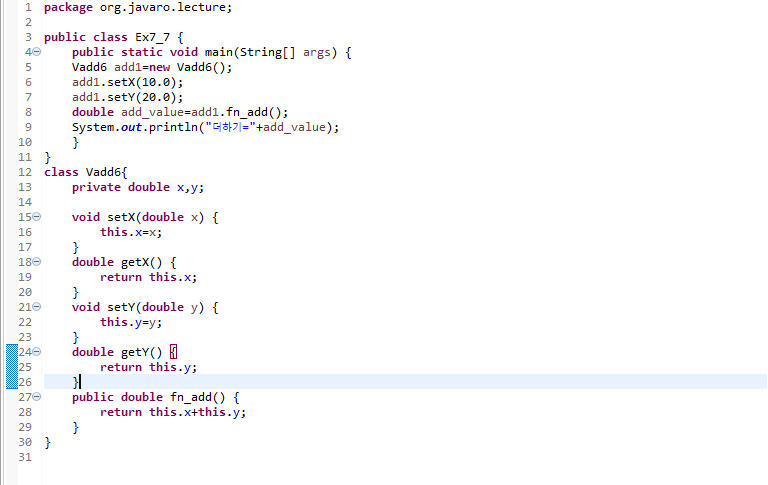 1 package org.javaro.lecture;
2
3 public class Ex7_7 {
4 public static void main(String[] args) {
5 Vadd6 add1=new Vadd6();
6 add1.setX(10.0);
7 add1.setY(20.0);
8 double add_value=add1.fn_add();
9 System.out.println("더하기="+add_value);
10 }
11 }
12 class Vadd6{
13 private double x,y;
14
15 void setX(double x) {
16 this.x=x;
17 }
18 double getX() {
19 return this.x;
20 }
21 void setY(double y) {
22 this.y=y;
23 }
24 double getY() {
25 return this.y;
26 }
27 public double fn_add() {
28 return this.x+this.y;
29 }
30 }
31